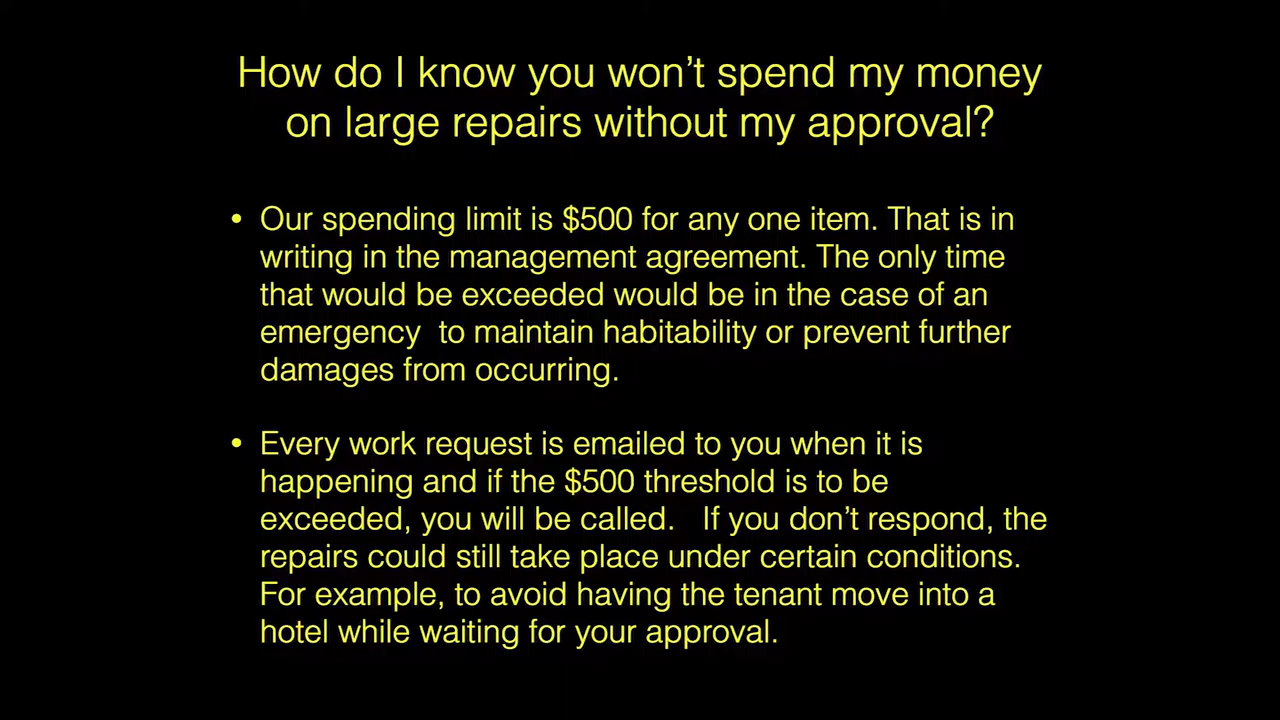 How do I know you won’t spend my money
on large repairs without my approval?
• Our spending limit is $500 for any one item. That is in
writing in the management agreement. The only time
that would be exceeded would be in the case of an
emergency  to maintain habitability or prevent further
damages from occurring.
• Every work request is emailed to you when it is
happening and if the $500 threshold is to be
exceeded, you will be called.   If you don’t respond, the
repairs could still take place under certain conditions.
For example, to avoid having the tenant move into a
hotel while waiting for your approval.